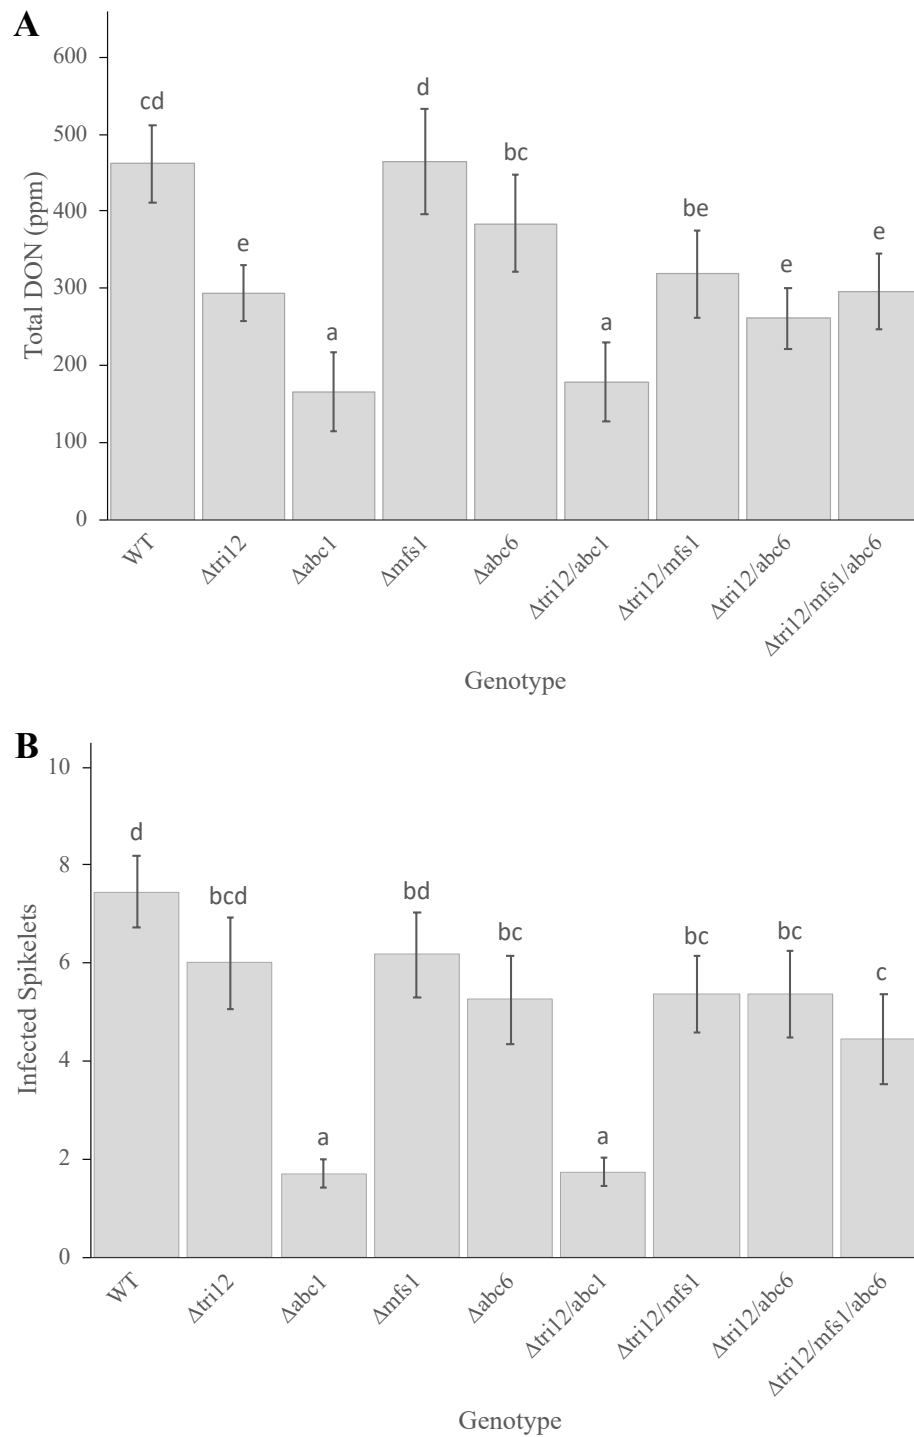 A
Total DON (ppm)
600
500
400
300
200
100
0
cd
e
a
d
bc
a
be
e
e
WT
Δtri12
Δabc1
Δmfs1
Δabc6
Δtri12/abc1
Δtri12/mfs1
Δtri12/abc6
Δtri12/mfs1/abc6
Genotype
B
Infected Spikelets
10
8
6
4
2
0
d
bcd
a
bd
bc
a
bc
bc
c
WT
Δtri12
Δabc1
Δmfs1
Δabc6
Δtri12/abc1
Δtri12/mfs1
Δtri12/abc6
Δtri12/mfs1/abc6
Genotype